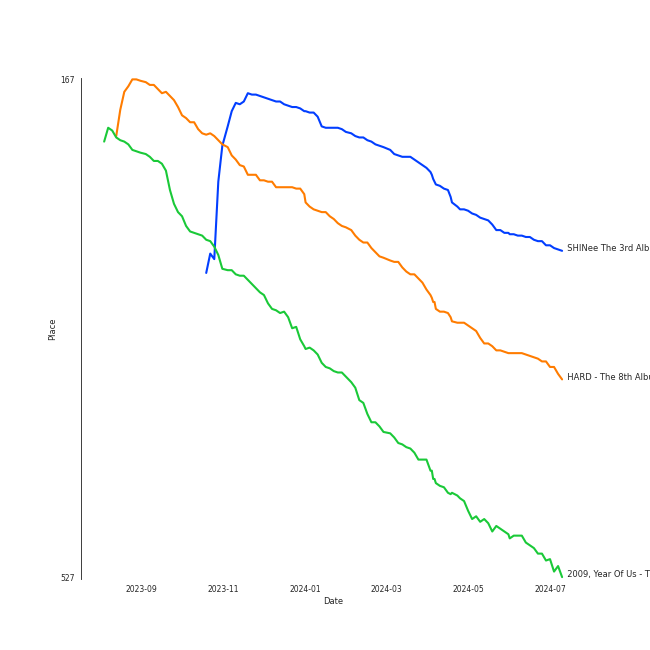 167
SHINee The 3rd Alb
Place
HARD - The 8th Albu
527
2009, Year Of Us - T
2023-09
2023-11
2024-01
2024-03
2024-05
2024-07
Date